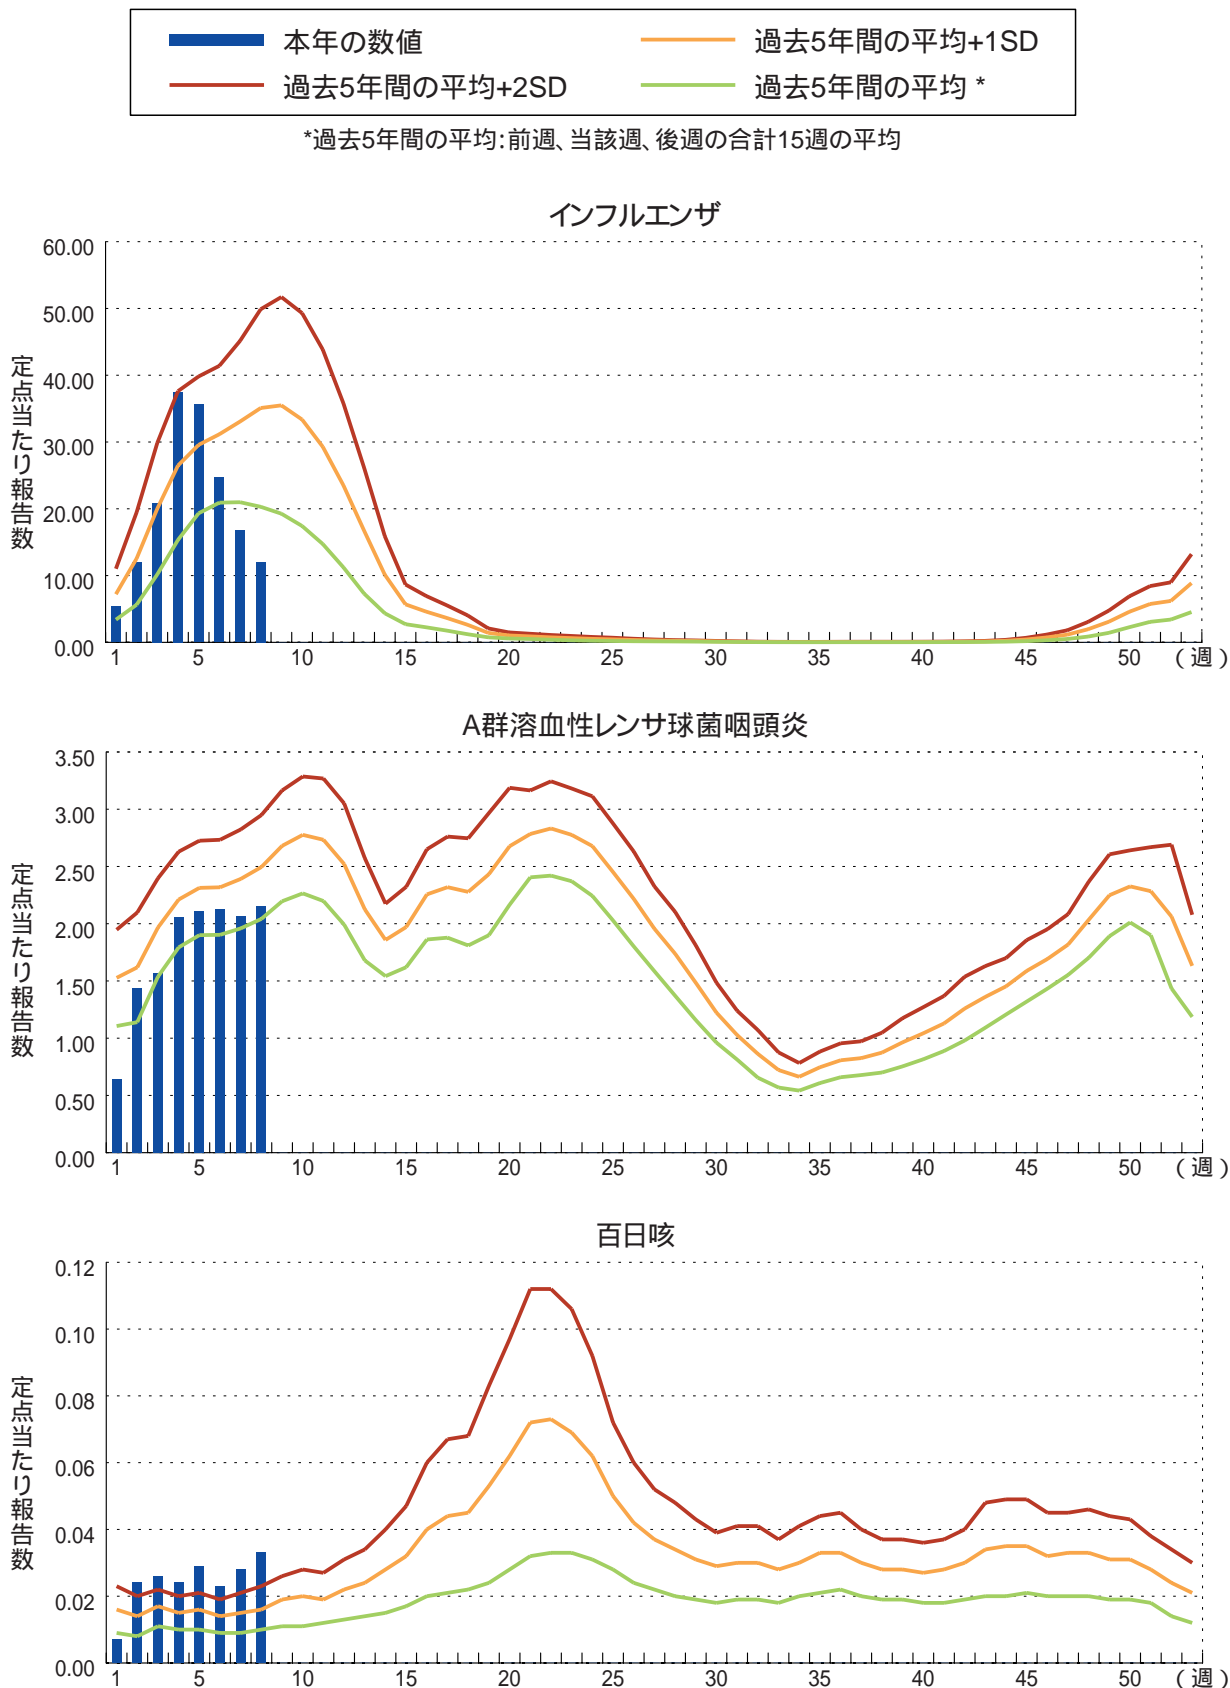 本年の数値
過去5年間の平均+1SD
過去5年間の平均+2SD
過去5年間の平均 *
*過去5年間の平均:前週、当該週、後週の合計15週の平均
インフルエンザ
定点当たり報告数
60.00
50.00
40.00
30.00
20.00
10.00
0.00
1 5 10 15 20 25 30 35 40 45 50 (週)
A群溶血性レンサ球菌咽頭炎
定点当たり報告数
3.50
3.00
2.50
2.00
1.50
1.00
0.50
0.00
1 5 10 15 20 25 30 35 40 45 50 (週)
百日咳
定点当たり報告数
0.12
0.10
0.08
0.06
0.04
0.02
0.00
1 5 10 15 20 25 30 35 40 45 50 (週)